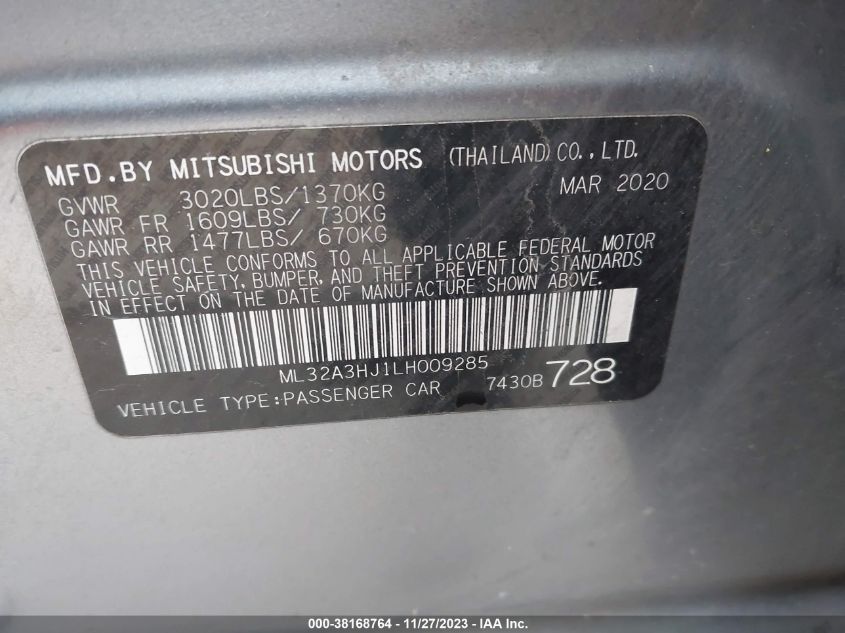 MFD.BY MITSUBISHI MOTORS (THAILAND) CO.,LTD.
GVWR 3020LBS/1370KG MAR 2020
GAWR FR 1609LBS/ 730KG
GAWR RR 1477LBS/ 670KG
THIS VEHICLE CONFORMS TO ALL APPLICABLE FEDERAL MOTOR
VEHICLE SAFETY, BUMPER, AND THEFT PREVENTION STANDARDS
IN EFFECT ON THE DATE OF MANUFACTURE SHOWN ABOVE.
ML32A3HJ1LH009285
VEHICLE TYPE:PASSENGER CAR 7430B 728
000-38168764 - 11/27/2023 - IAA Inc.